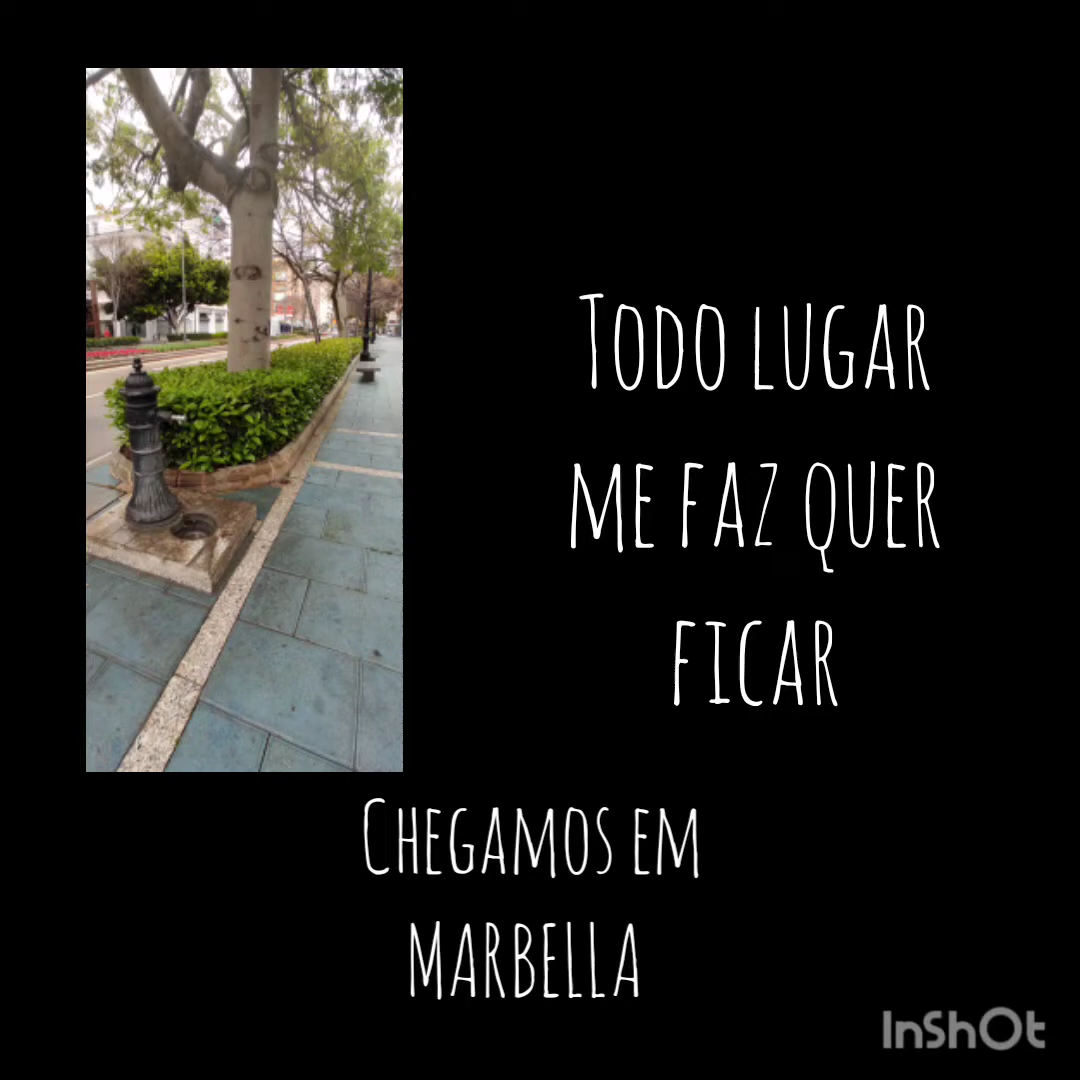 Todo lugar
me faz quer
ficar
Chegamos em
marbella
InShOt